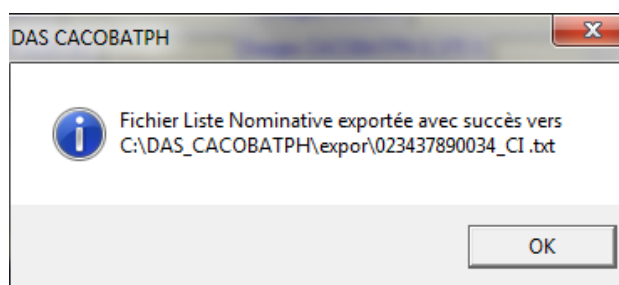 DAS CACOBATPH
Fichier Liste Nominative exportée avec succès vers
C:\DAS_CACOBATPH\expor\023437890034_CI .txt
OK